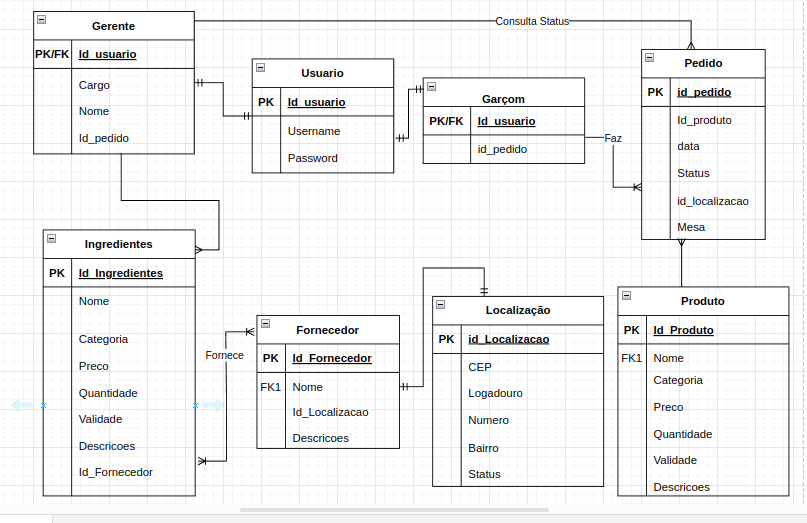 Gerente
PK/FK Id_usuario
Cargo
Nome
Id_pedido
Consulta Status
Usuario
PK Id_usuario
Username
Password
Garçom
PK/FK Id_usuario
id_pedido
Faz
Pedido
PK id_pedido
Id_produto
data
Status
id_localizacao
Mesa
Ingredientes
PK Id_Ingredientes
Nome
Categoria
Preco
Quantidade
Validade
Descricoes
Id_Fornecedor
Fornece
Fornecedor
PK Id_Fornecedor
FK1 Nome
Id_Localizacao
Descricoes
Localização
PK id_Localizacao
CEP
Logadouro
Numero
Bairro
Status
Produto
PK Id_Produto
FK1 Nome
Categoria
Preco
Quantidade
Validade
Descricoes